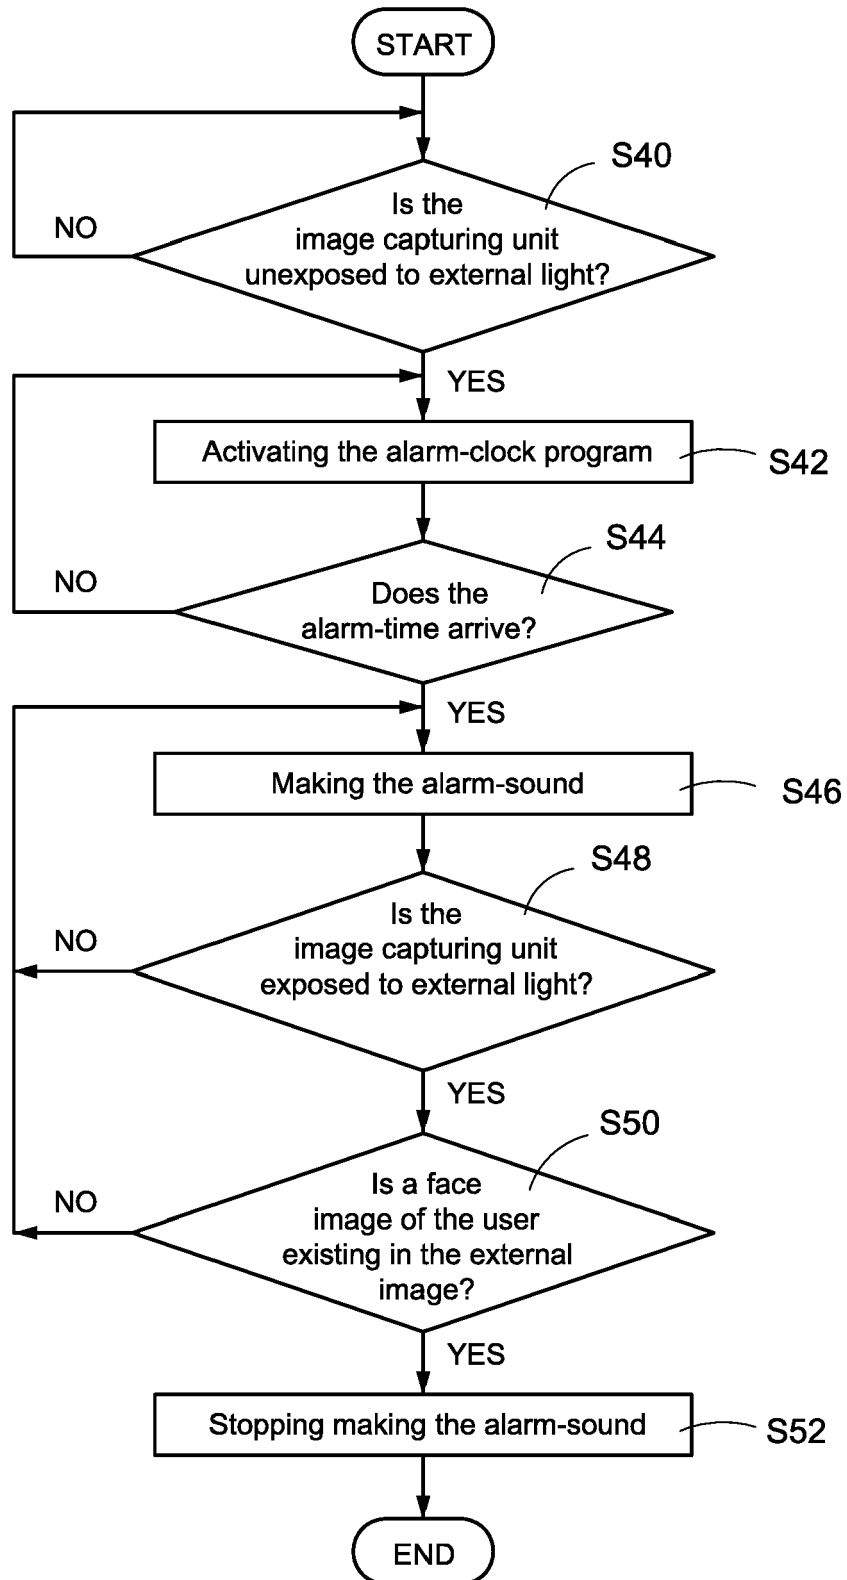 START
S40
Is the
image capturing unit
unexposed to external light?
NO
YES
Activating the alarm-clock program
S42
S44
Does the
alarm-time arrive?
NO
YES
Making the alarm-sound
S46
S48
Is the
image capturing unit
exposed to external light?
NO
YES
S50
Is a face
image of the user
existing in the external
image?
NO
YES
Stopping making the alarm-sound
S52
END